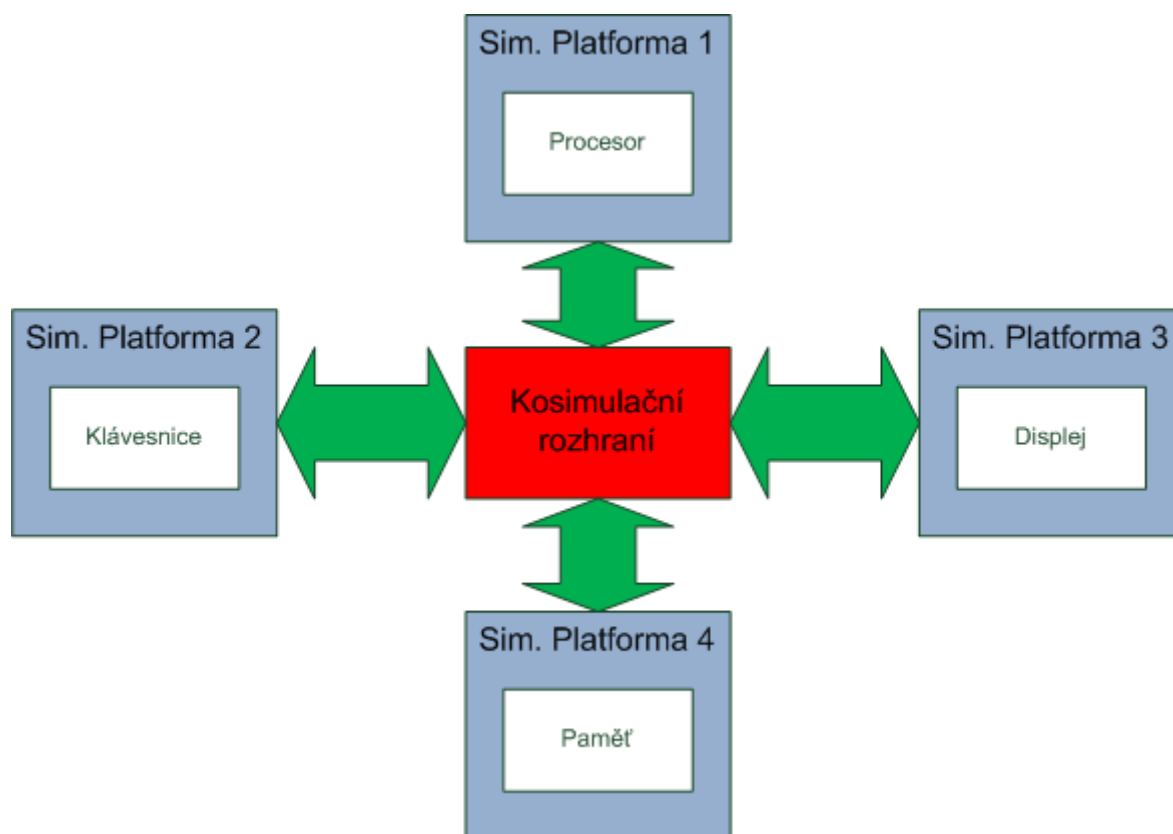 Sim. Platforma 1
Procesor
Sim. Platforma 2
Klávesnice
Kosimulační
rozhraní
Sim. Platforma 3
Displej
Sim. Platforma 4
Paměť